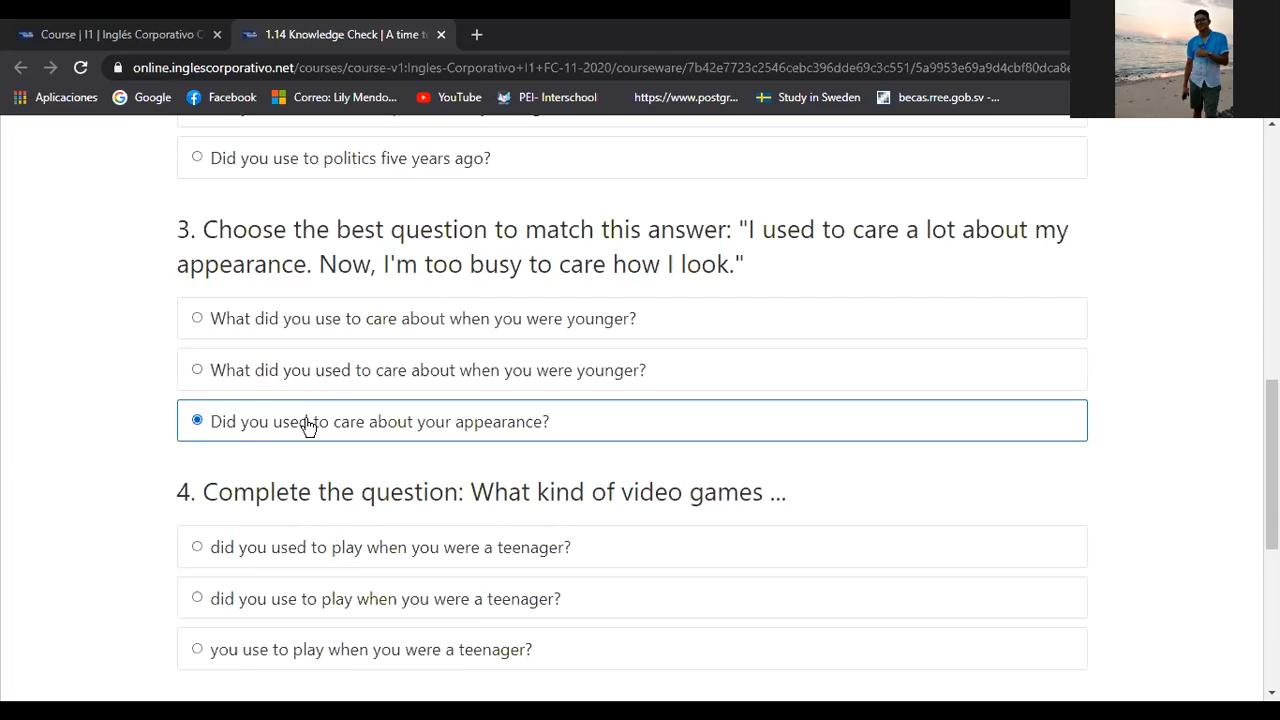 Course | I1 | Inglés Corporativo C
1.14 Knowledge Check | A time t
online.inglescorporativo.net/courses/course-v1:Ingles-Corporativo+I1+FC-11-2020/courseware/7b42e7723c2546cebc396dde69c5e551/5a9953e69a9d4cbf80dca8e
Aplicaciones
Google
Facebook
Correo: Lily Mendo...
YouTube
PEI- Interschool
https://www.postgr...
Study in Sweden
becas.rree.gob.sv –...
Did you use to politics five years ago?
3. Choose the best question to match this answer: "I used to care a lot about my
appearance. Now, I'm too busy to care how I look."
What did you use to care about when you were younger?
What did you used to care about when you were younger?
Did you used to care about your appearance?
4. Complete the question: What kind of video games ...
did you used to play when you were a teenager?
did you use to play when you were a teenager?
you use to play when you were a teenager?